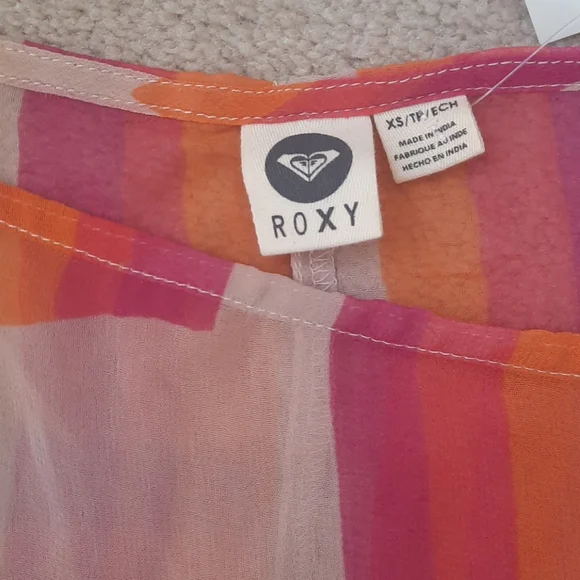 ROXY
XS/TP/ECH
MADE IN INDIA
FABRIQUE AU INDE
HECHO EN INDIA